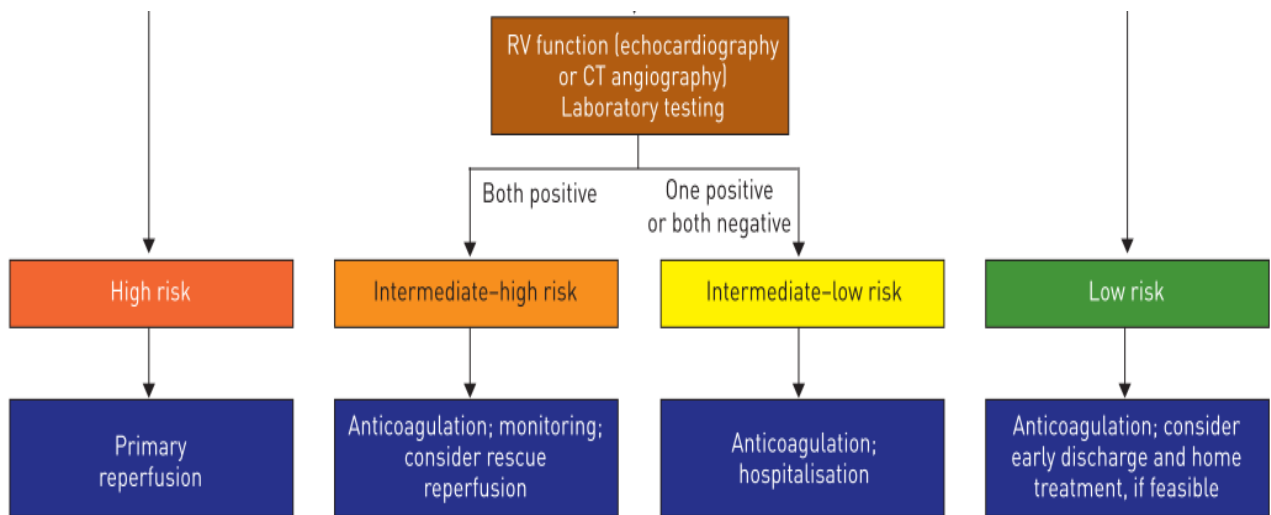 RV function (echocardiography
or CT angiography)
Laboratory testing
Both positive
One positive
or both negative
High risk
Intermediate–high risk
Intermediate–low risk
Low risk
Primary
reperfusion
Anticoagulation; monitoring;
consider rescue
reperfusion
Anticoagulation;
hospitalisation
Anticoagulation; consider
early discharge and home
treatment, if feasible